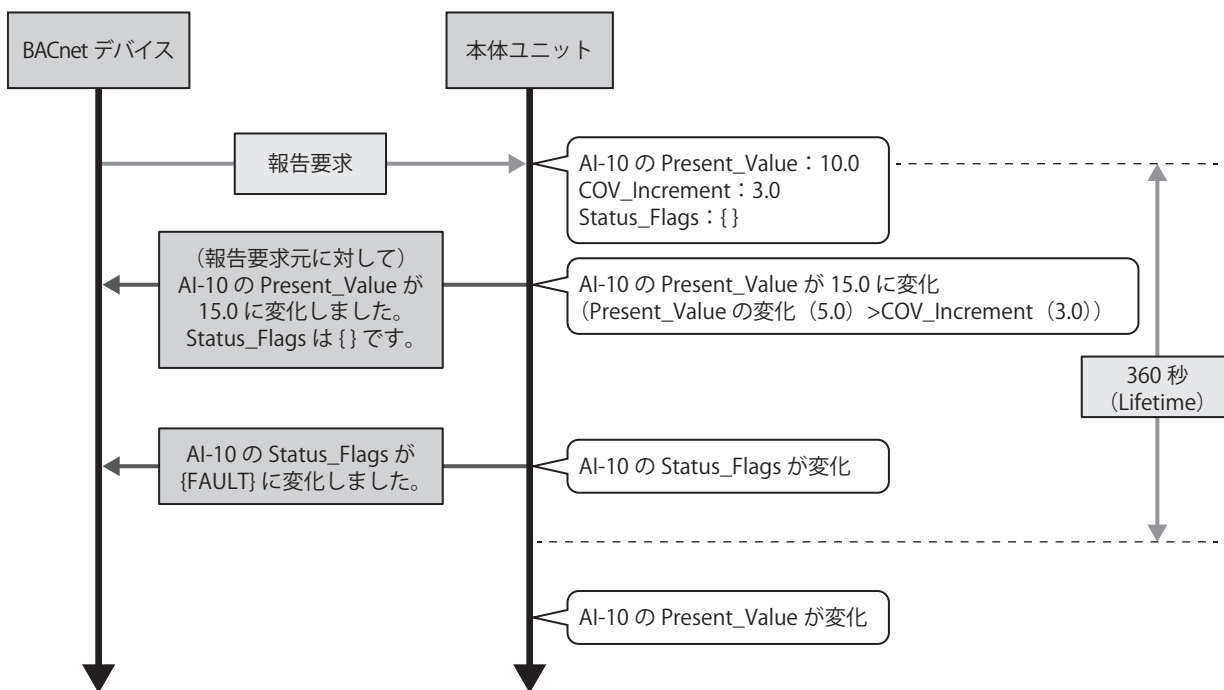 BACnet デバイス
本体ユニット
報告要求
AI-10 の Present_Value：10.0
COV_Increment：3.0
Status_Flags：{ }
（報告要求元に対して）
AI-10 の Present_Value が
15.0 に変化しました。
Status_Flags は { } です。
AI-10 の Present_Value が 15.0 に変化
（Present_Value の変化（5.0）>COV_Increment（3.0））
360 秒
（Lifetime）
AI-10 の Status_Flags が
{FAULT} に変化しました。
AI-10 の Status_Flags が変化
AI-10 の Present_Value が変化